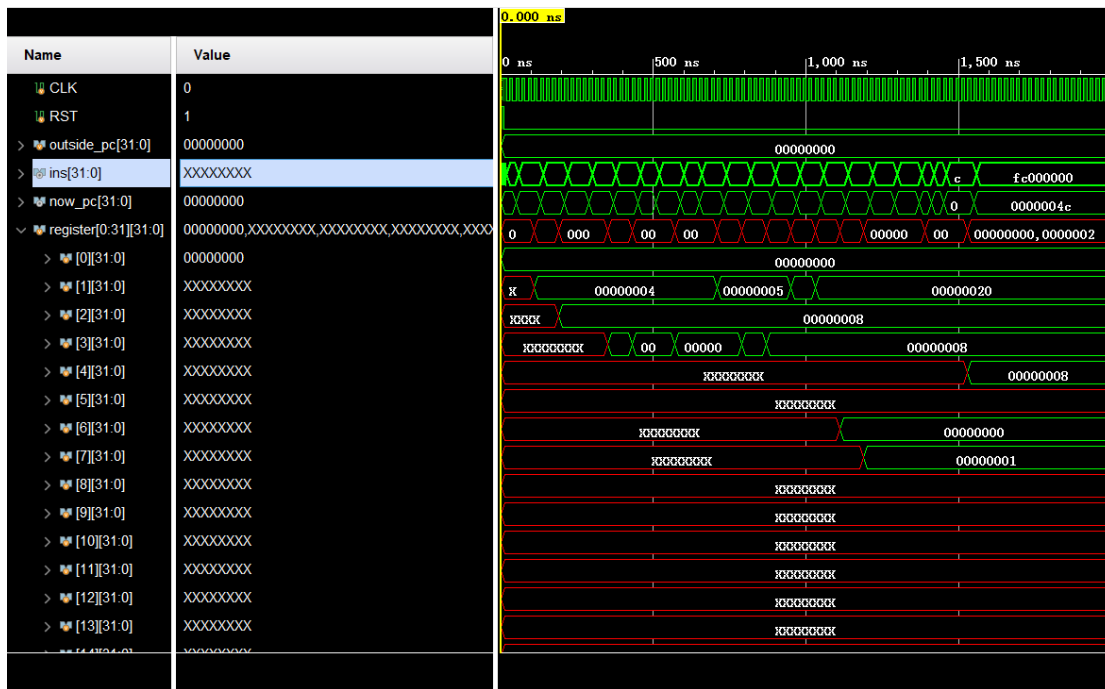 0.000 ns
Name Value
0 ns 500 ns 1,000 ns 1,500 ns
CLK 0
RST 1
outside_pc[31:0] 00000000 00000000
ins[31:0] XXXXXXXX c fc000000
now_pc[31:0] 00000000 0 0000004c
register[0:31][31:0] 00000000,XXXXXXXX,XXXXXXXX,XXXXXXXX,XXXX 0 000 00 00 00000 00 00000000,0000002
[0][31:0] 00000000 00000000
[1][31:0] XXXXXXXX X 00000004 00000005 00000020
[2][31:0] XXXXXXXX XXXX 00000008
[3][31:0] XXXXXXXX XXXXXXXX 00 00000 00000008
[4][31:0] XXXXXXXX XXXXXXXX 00000008
[5][31:0] XXXXXXXX XXXXXXXX
[6][31:0] XXXXXXXX XXXXXXXX 00000000
[7][31:0] XXXXXXXX XXXXXXXX 00000001
[8][31:0] XXXXXXXX XXXXXXXX
[9][31:0] XXXXXXXX XXXXXXXX
[10][31:0] XXXXXXXX XXXXXXXX
[11][31:0] XXXXXXXX XXXXXXXX
[12][31:0] XXXXXXXX XXXXXXXX
[13][31:0] XXXXXXXX XXXXXXXX